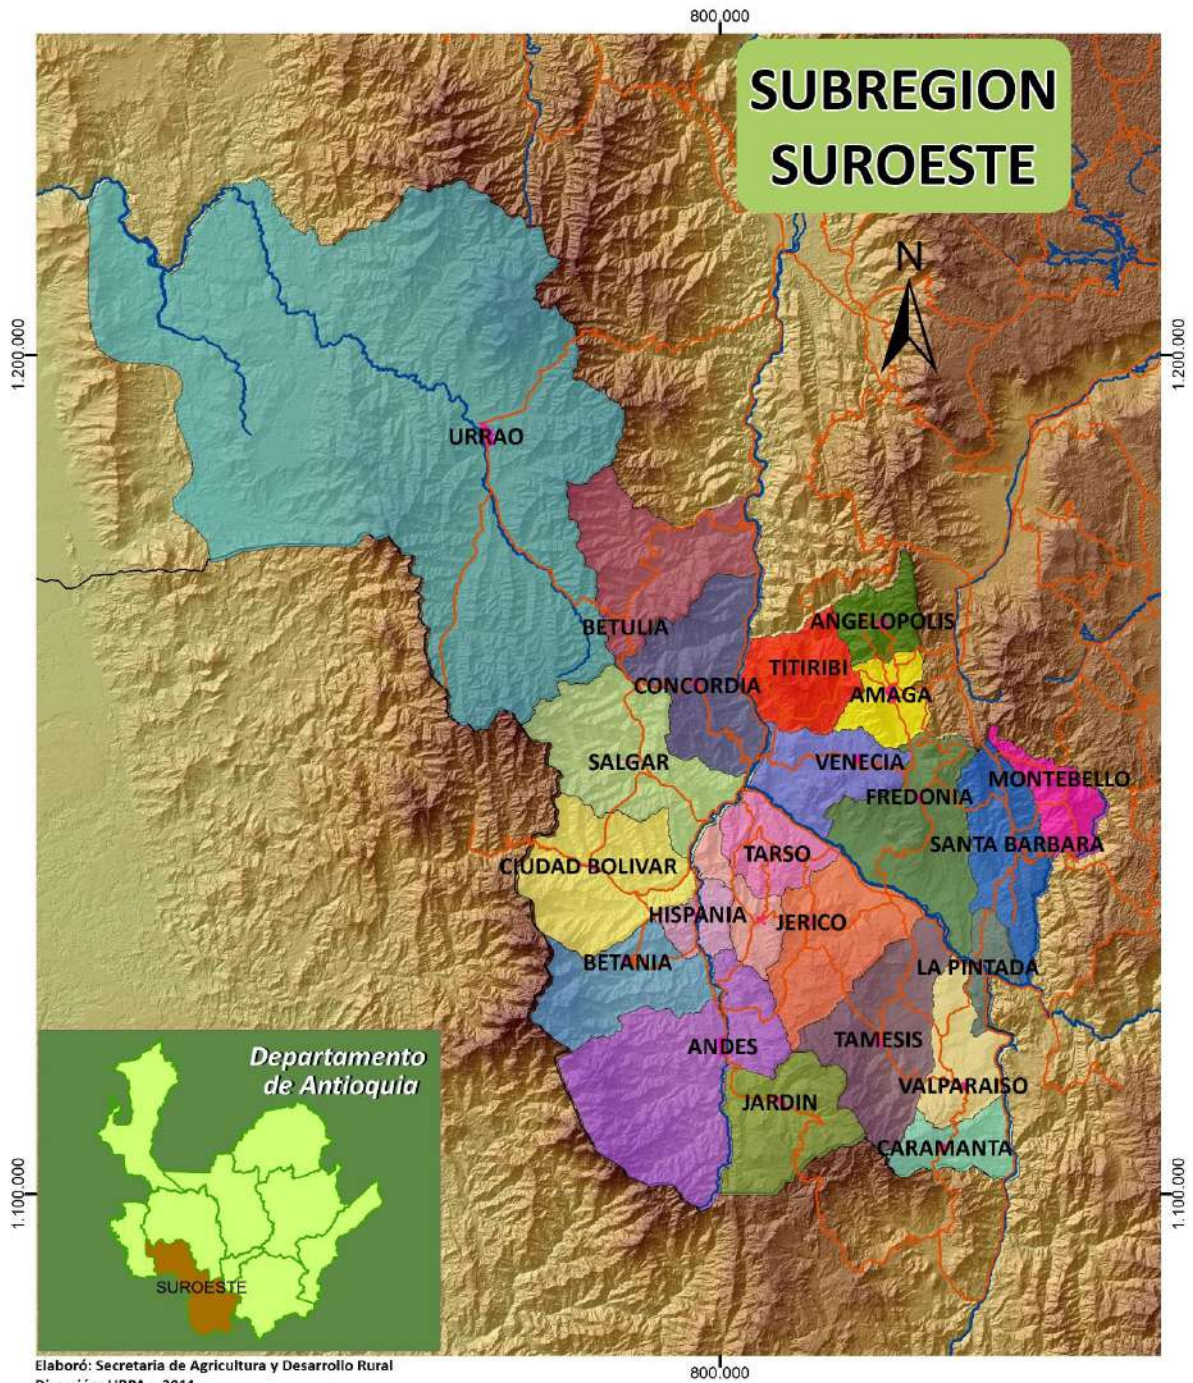 800.000
SUBREGION
SUROESTE
N
1.200.000
1.200.000
URRAO
BETULIA
ANGELOPOLIS
TITIRIBI
CONCORDIA
AMAGA
SALGAR
VENECIA
MONTEBELLO
FREDONIA
SANTA BARBARA
TARSO
CIUDAD BOLIVAR
HISPANIA
JERICO
BETANIA
LA PINTADA
ANDES
TAMESIS
VALPARAISO
JARDIN
CARAMANTA
Departamento
de Antioquia
SUROESTE
1.100.000
1.100.000
Elaboró: Secretaria de Agricultura y Desarrollo Rural
800.000